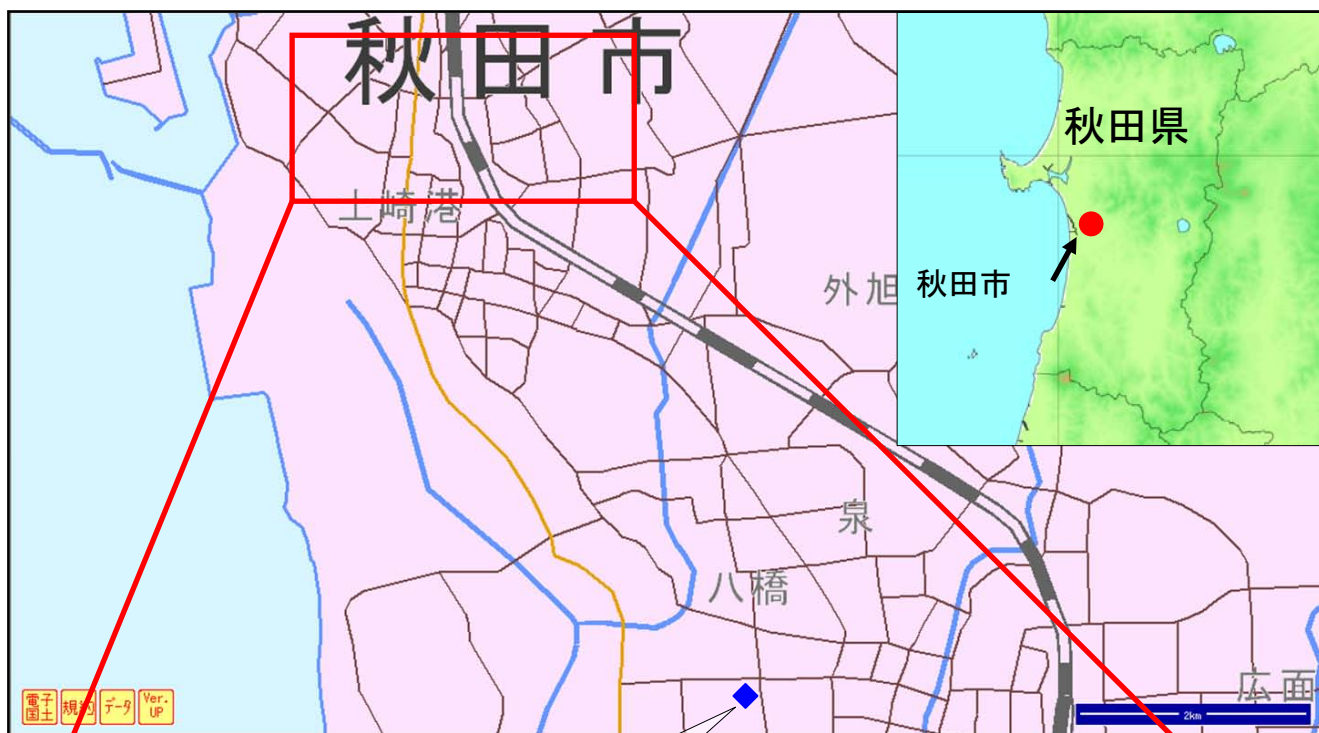 秋田市
秋田県
秋田市
土崎港
外旭
泉
八橋
広面
電子
国土
規約
データ
Ver.
UP
2km